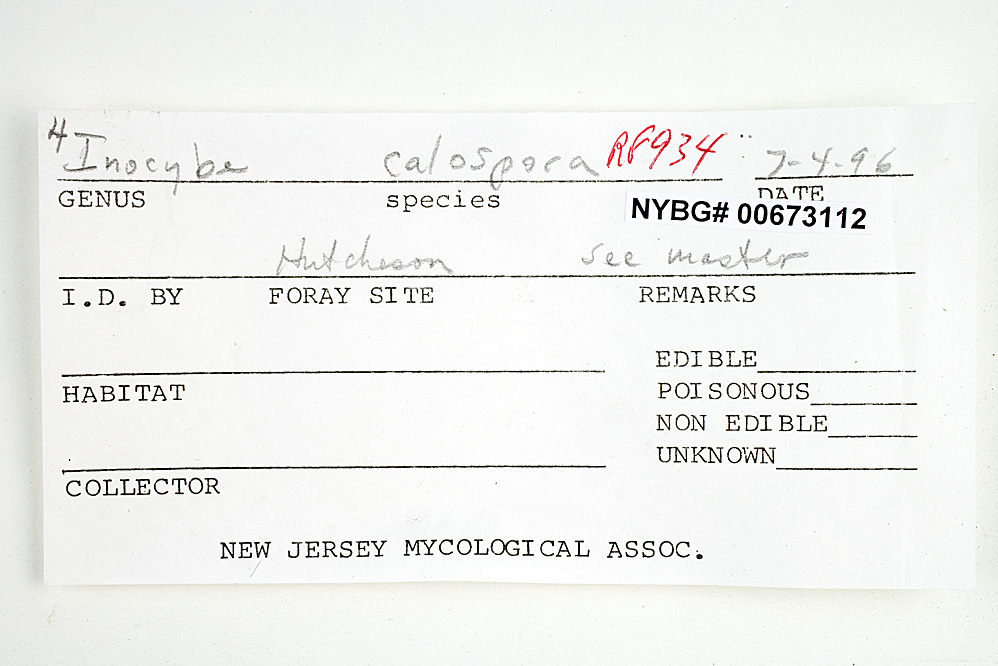 4 Inocybe calospora RF934 7-4-96
GENUS species DATE
NYBG# 00673112
Hutcheson See master
I.D. BY FORAY SITE REMARKS
EDIBLE
HABITAT POISONOUS
NON EDIBLE
UNKNOWN
COLLECTOR
NEW JERSEY MYCOLOGICAL ASSOC.